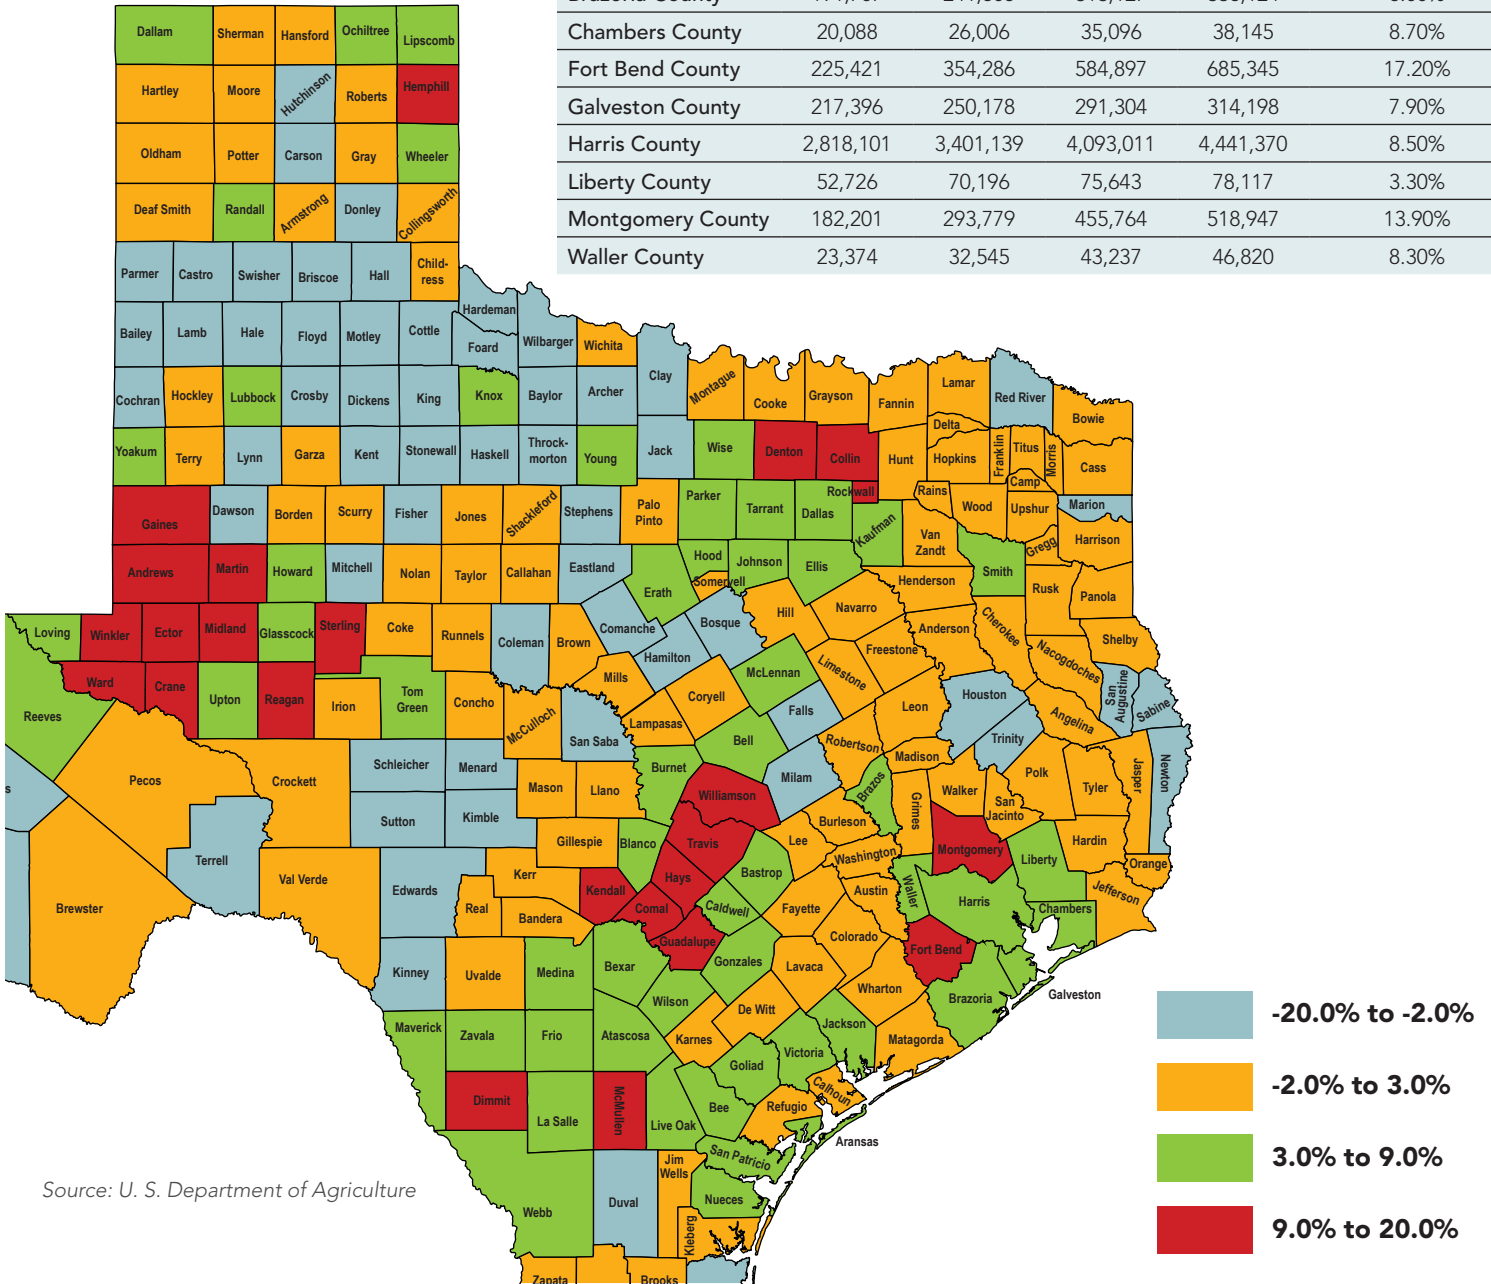 Chambers County 20,088 26,006 35,096 38,145 8.70%
Fort Bend County 225,421 354,286 584,897 685,345 17.20%
Galveston County 217,396 250,178 291,304 314,198 7.90%
Harris County 2,818,101 3,401,139 4,093,011 4,441,370 8.50%
Liberty County 52,726 70,196 75,643 78,117 3.30%
Montgomery County 182,201 293,779 455,764 518,947 13.90%
Waller County 23,374 32,545 43,237 46,820 8.30%
Dallam Sherman Hansford Ochiltree Lipscomb
Hartley Moore Hutchinson Roberts Hemphill
Oldham Potter Carson Gray Wheeler
Deaf Smith Randall Armstrong Donley Collingsworth
Parmer Castro Swisher Briscoe Hall Child-
ress
Hardeman
Bailey Lamb Hale Floyd Motley Cottle Foard Wilbarger Wichita
Clay Montague Cooke Grayson Fannin Lamar Red River Bowie
Cochran Hockley Lubbock Crosby Dickens King Knox Baylor Archer
Delta
Yoakum Terry Lynn Garza Kent Stonewall Haskell Throck-
morton Young Jack Wise Denton Collin Hunt Hopkins Franklin Titus Morris Cass
Camp
Gaines Dawson Borden Scurry Fisher Jones Shackleford Stephens Palo
Pinto Parker Tarrant Dallas Rockwall Rains Wood Upshur Marion
Kaufman Van
Zandt Gregg Harrison
Andrews Martin Howard Mitchell Nolan Taylor Callahan Eastland Erath Hood Johnson Ellis Henderson Smith Rusk Panola
Somervell
Loving Winkler Ector Midland Glasscock Sterling Coke Runnels Coleman Brown Comanche Bosque Hill Navarro Anderson Cherokee Nacogdoches Shelby
Hamilton Freestone
Ward Crane Upton Reagan Irion Tom
Green Concho Mills Coryell McLennan Limestone Leon Houston Angelina San
Augustine Sabine
Reeves McCulloch San Saba Lampasas Falls Trinity
Bell Robertson Madison
Pecos Crockett Schleicher Menard Mason Llano Burnet Milam Brazos Walker Polk Tyler Jasper Newton
s
Williamson Grimes San
Jacinto
Sutton Kimble Gillespie Blanco Travis Lee Burleson Montgomery Hardin
Terrell Washington Liberty Orange
Val Verde Edwards Kerr Kendall Hays Bastrop Austin Waller Harris Jefferson
Brewster Real Bandera Comal Caldwell Fayette Chambers
Guadalupe Colorado Fort Bend
Kinney Uvalde Medina Bexar Gonzales Lavaca
Wilson Wharton Brazoria Galveston
Maverick Zavala Frio Atascosa Karnes De Witt Jackson Matagorda
Victoria
Goliad
Dimmit La Salle McMullen Live Oak Bee Refugio Calhoun
Aransas
San Patricio
Jim
Wells
Webb Duval Nueces
Kleberg
Zapata Brooks
-20.0% to -2.0%
-2.0% to 3.0%
3.0% to 9.0%
9.0% to 20.0%
Source: U. S. Department of Agriculture